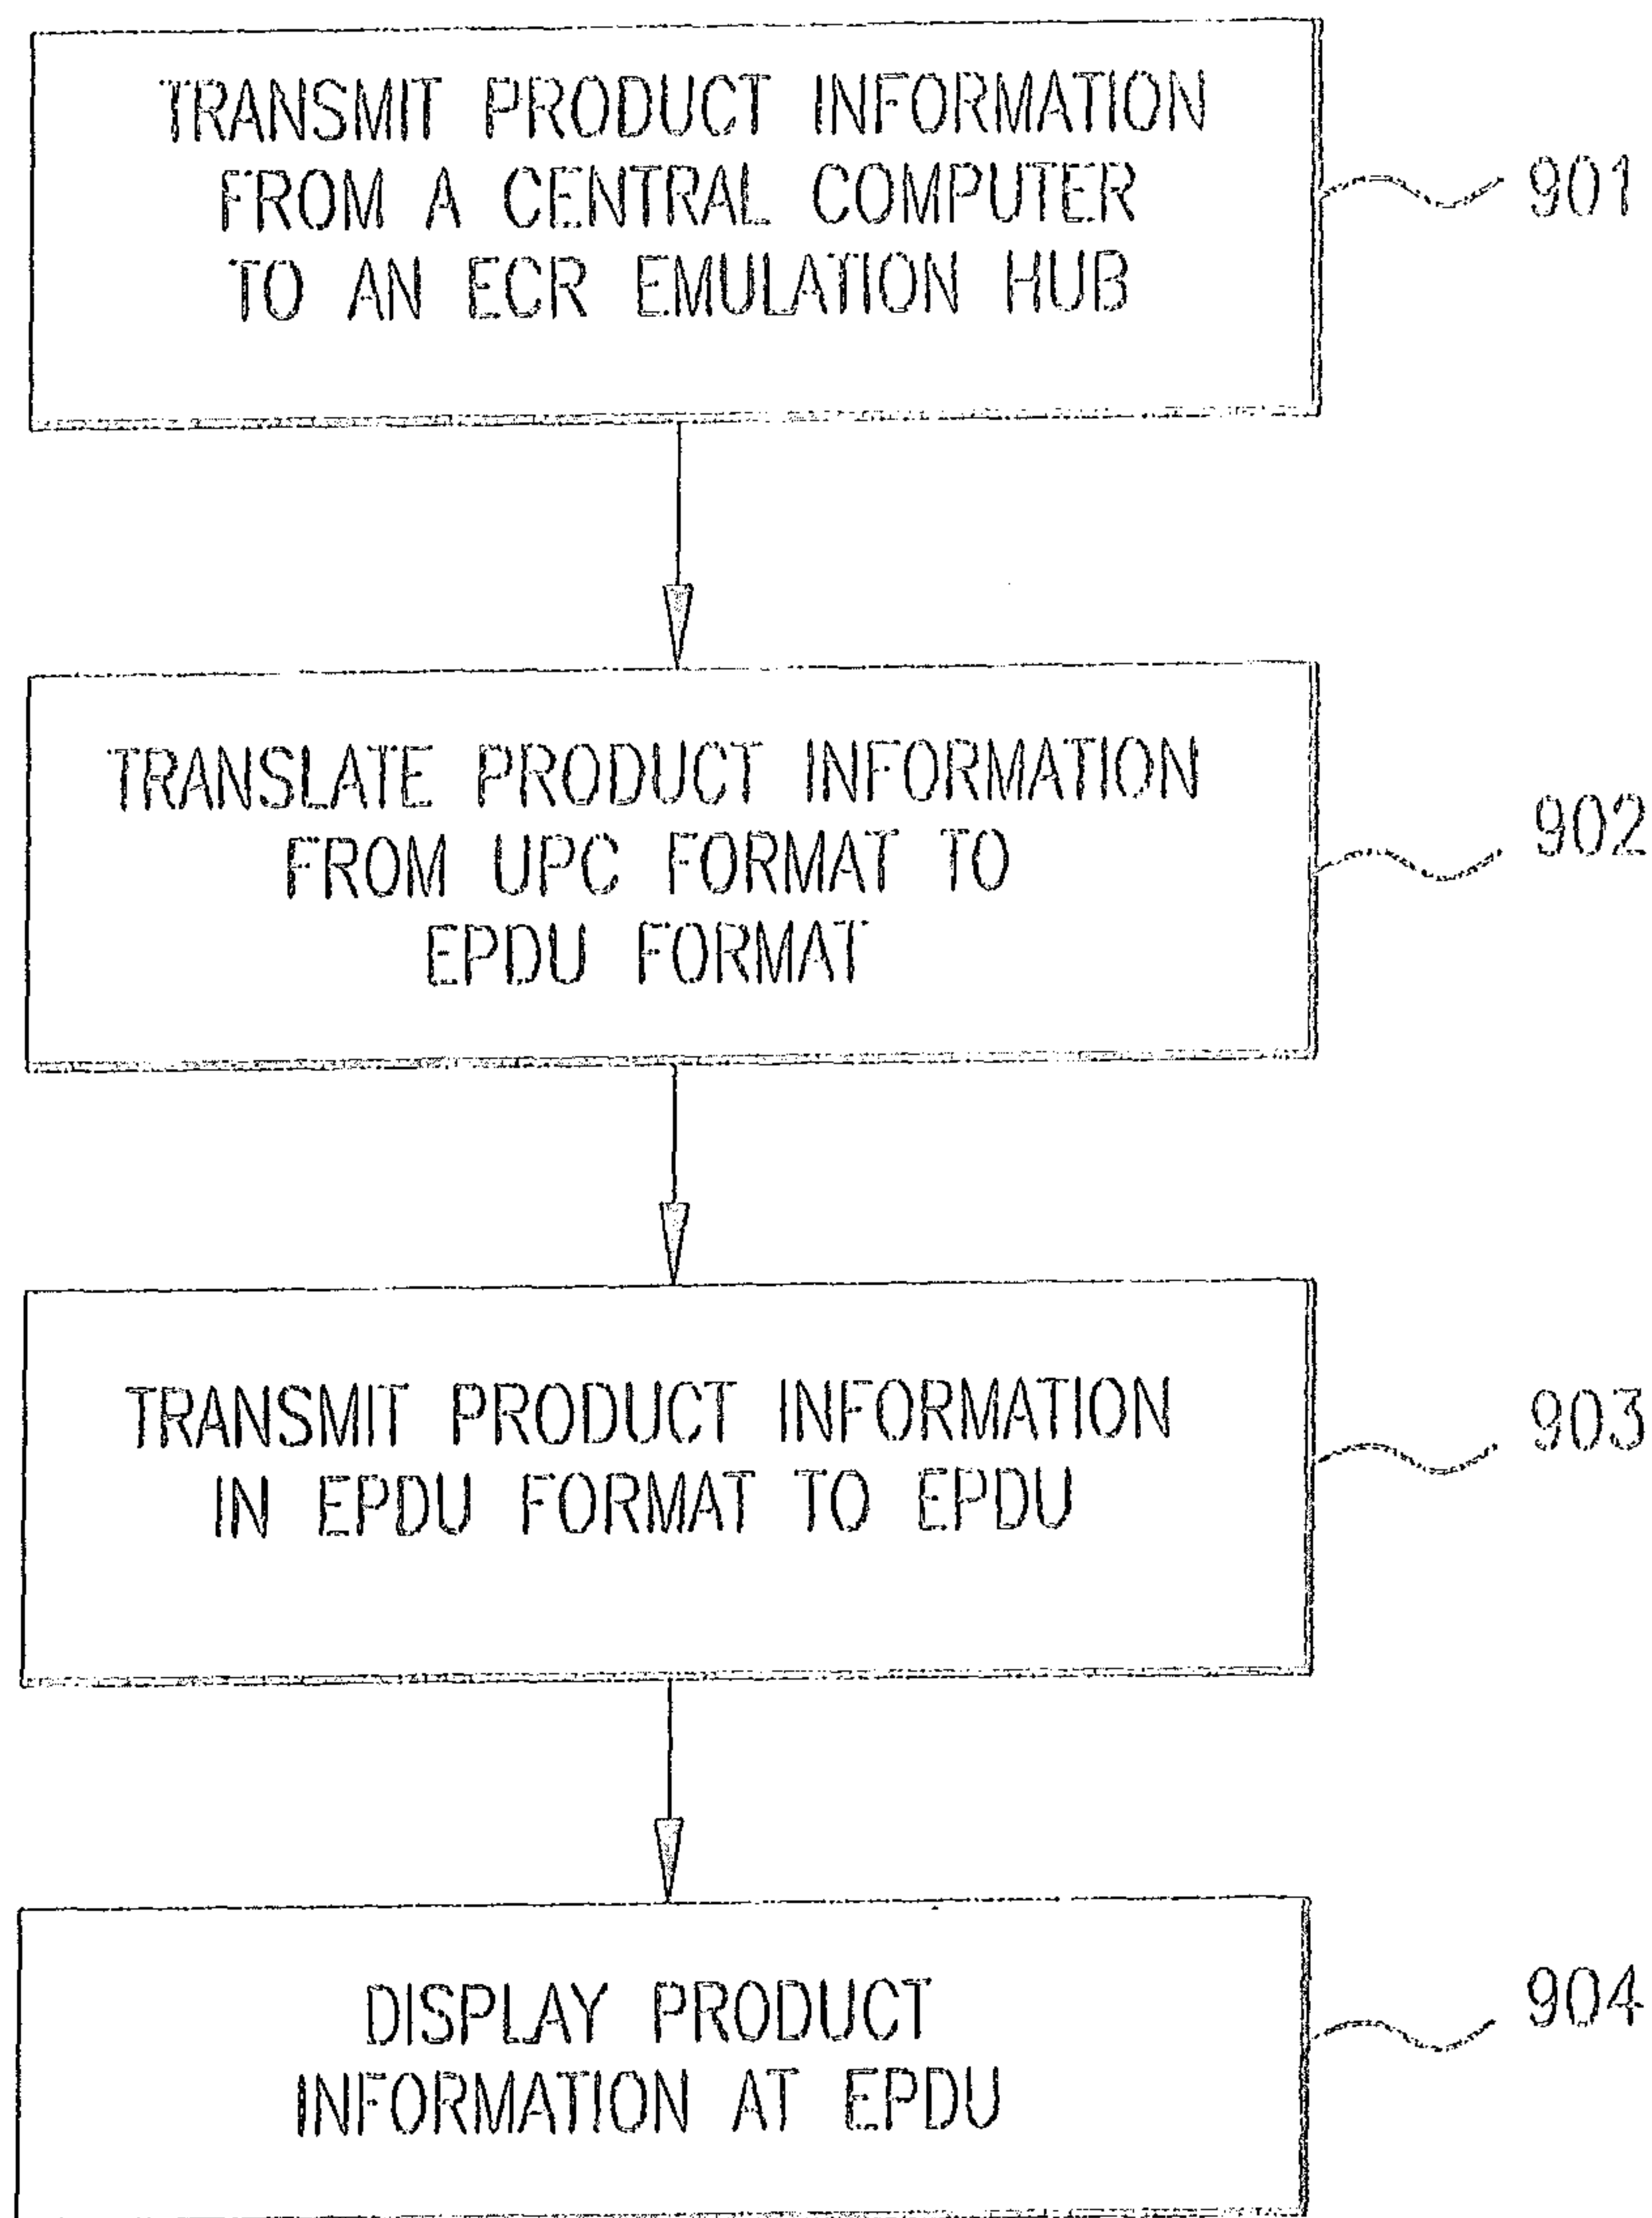 TRANSMIT PRODUCT INFORMATION
FROM A CENTRAL COMPUTER
TO AN ECR EMULATION HUB
901
TRANSLATE PRODUCT INFORMATION
FROM UPC FORMAT TO
EPDU FORMAT
902
TRANSMIT PRODUCT INFORMATION
IN EPDU FORMAT TO EPDU
903
DISPLAY PRODUCT
INFORMATION AT EPDU
904